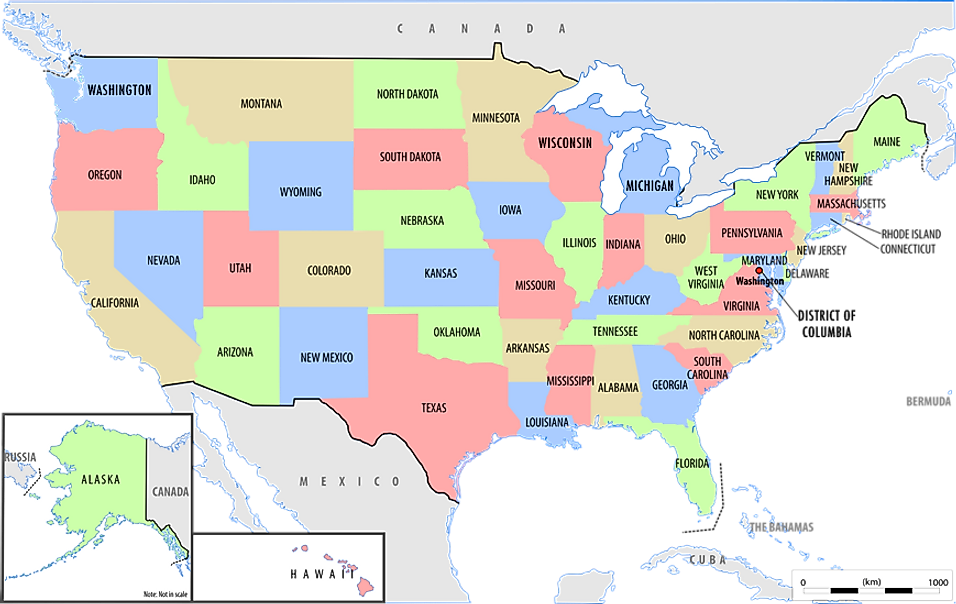 C A N A D A
WASHINGTON
MONTANA
NORTH DAKOTA
MINNESOTA
MAINE
VERMONT
NEW
HAMPSHIRE
WISCONSIN
SOUTH DAKOTA
OREGON
IDAHO
WYOMING
MICHIGAN
NEW YORK
MASSACHUSETTS
RHODE ISLAND
CONNECTICUT
IOWA
NEBRASKA
PENNSYLVANIA
ILLINOIS
INDIANA
OHIO
NEW JERSEY
NEVADA
UTAH
COLORADO
KANSAS
MISSOURI
WEST
VIRGINIA
MARYLAND
DELAWARE
Washington
CALIFORNIA
KENTUCKY
VIRGINIA
DISTRICT OF
COLUMBIA
ARIZONA
NEW MEXICO
OKLAHOMA
ARKANSAS
TENNESSEE
NORTH CAROLINA
SOUTH
CAROLINA
TEXAS
MISSISSIPPI
ALABAMA
GEORGIA
LOUISIANA
BERMUDA
FLORIDA
RUSSIA
ALASKA
CANADA
M E X I C O
THE BAHAMAS
CUBA
H A W A I I
Note: Not in scale
0 (km) 1000